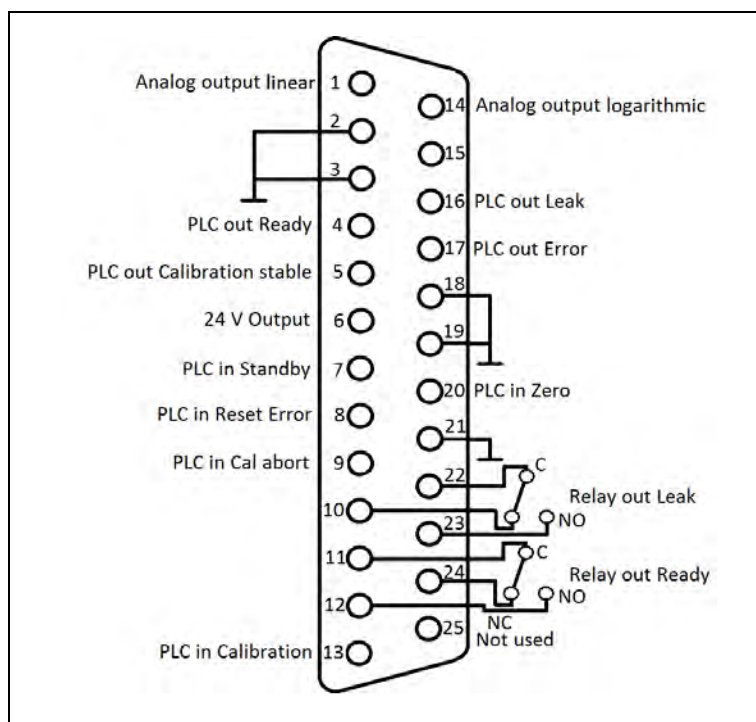 Analog output linear 1
14 Analog output logarithmic
2
15
3
16 PLC out Leak
PLC out Ready 4
17 PLC out Error
PLC out Calibration stable 5
18
24 V Output 6
19
PLC in Standby 7
20 PLC in Zero
PLC in Reset Error 8
21
PLC in Cal abort 9
22
C
Relay out Leak
10
23
NO
11
C
24
Relay out Ready
12
NO
NC
25
Not used
PLC in Calibration 13